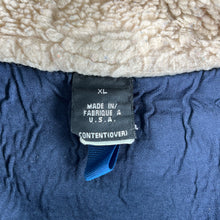 XL
MADE IN/
FABRIQUE A
U.S.A.
CONTENT(OVER)